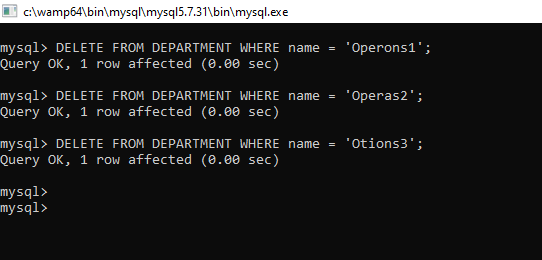 c:\wamp64\bin\mysql\mysql5.7.31\bin\mysql.exe
mysql> DELETE FROM DEPARTMENT WHERE name = 'Operons1';
Query OK, 1 row affected (0.00 sec)
mysql> DELETE FROM DEPARTMENT WHERE name = 'Operas2';
Query OK, 1 row affected (0.00 sec)
mysql> DELETE FROM DEPARTMENT WHERE name = 'Otions3';
Query OK, 1 row affected (0.00 sec)
mysql>
mysql>